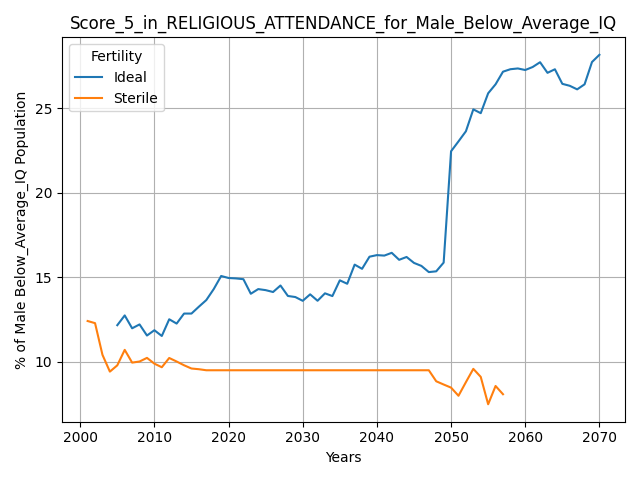 Score_5_in_RELIGIOUS_ATTENDANCE_for_Male_Below_Average_IQ
Fertility
Ideal
Sterile
% of Male Below_Average_IQ Population
25
20
15
10
2000 2010 2020 2030 2040 2050 2060 2070
Years